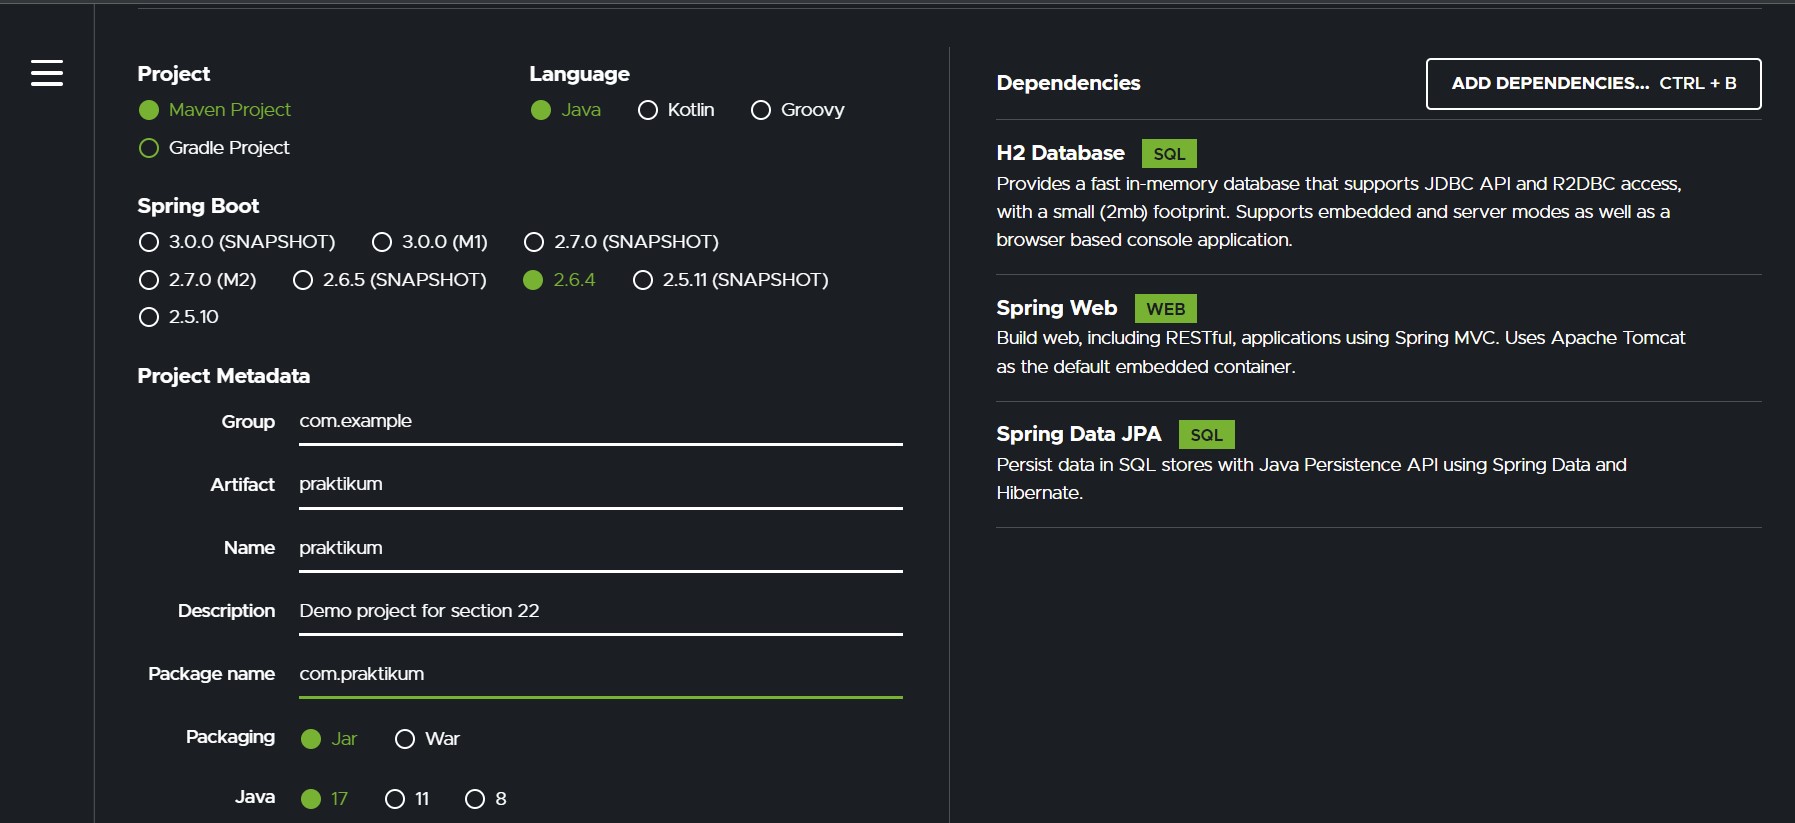 Project
Maven Project
Gradle Project
Language
Java Kotlin Groovy
Spring Boot
3.0.0 (SNAPSHOT) 3.0.0 (M1) 2.7.0 (SNAPSHOT)
2.7.0 (M2) 2.6.5 (SNAPSHOT) 2.6.4 2.5.11 (SNAPSHOT)
2.5.10
Project Metadata
Group com.example
Artifact praktikum
Name praktikum
Description Demo project for section 22
Package name com.praktikum
Packaging Jar War
Java 17 11 8
Dependencies ADD DEPENDENCIES... CTRL + B
H2 Database SQL
Provides a fast in-memory database that supports JDBC API and R2DBC access,
with a small (2mb) footprint. Supports embedded and server modes as well as a
browser based console application.
Spring Web WEB
Build web, including RESTful, applications using Spring MVC. Uses Apache Tomcat
as the default embedded container.
Spring Data JPA SQL
Persist data in SQL stores with Java Persistence API using Spring Data and
Hibernate.